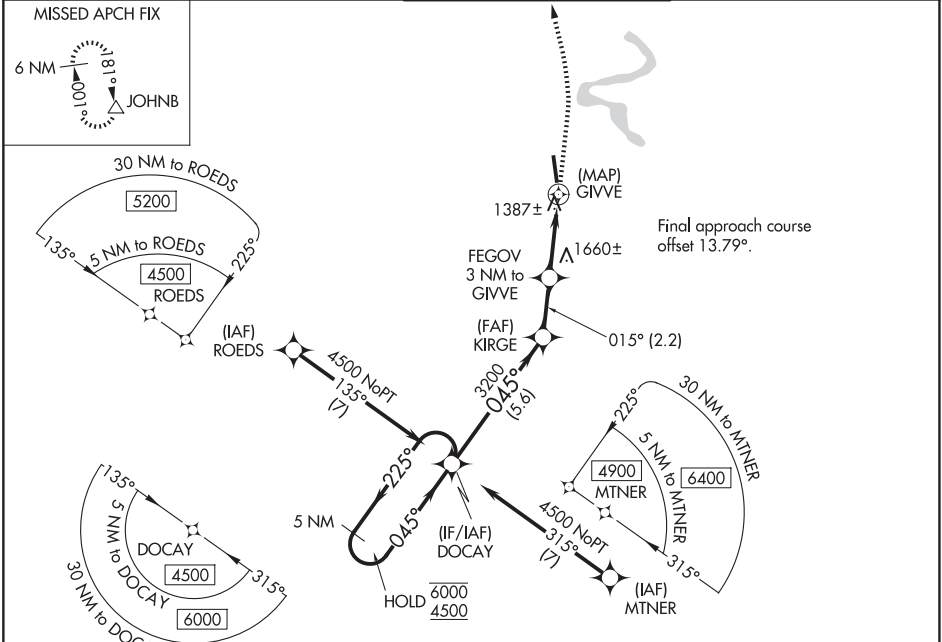 MISSED APCH FIX
6 NM
181°
001°
JOHNB
30 NM to ROEDS
5200
135°
5 NM to ROEDS
225°
4500
ROEDS
(MAP)
GIVVE
1387±
Final approach course
offset 13.79°.
1660±
FEGOV
3 NM to
GIVVE
(FAF)
KIRGE
015° (2.2)
(IAF)
ROEDS
4500 NoPT
135°
(7)
3200
045°
(5.6)
30 NM to MTNER
225°
5 NM to MTNER
4900
6400
MTNER
315°
225°
045°
5 NM
(IF/IAF)
DOCAY
4500 NoPT
315°
(7)
(IAF)
MTNER
HOLD 6000
4500
135°
5 NM to DOCAY
DOCAY
4500
315°
6000
30 NM to